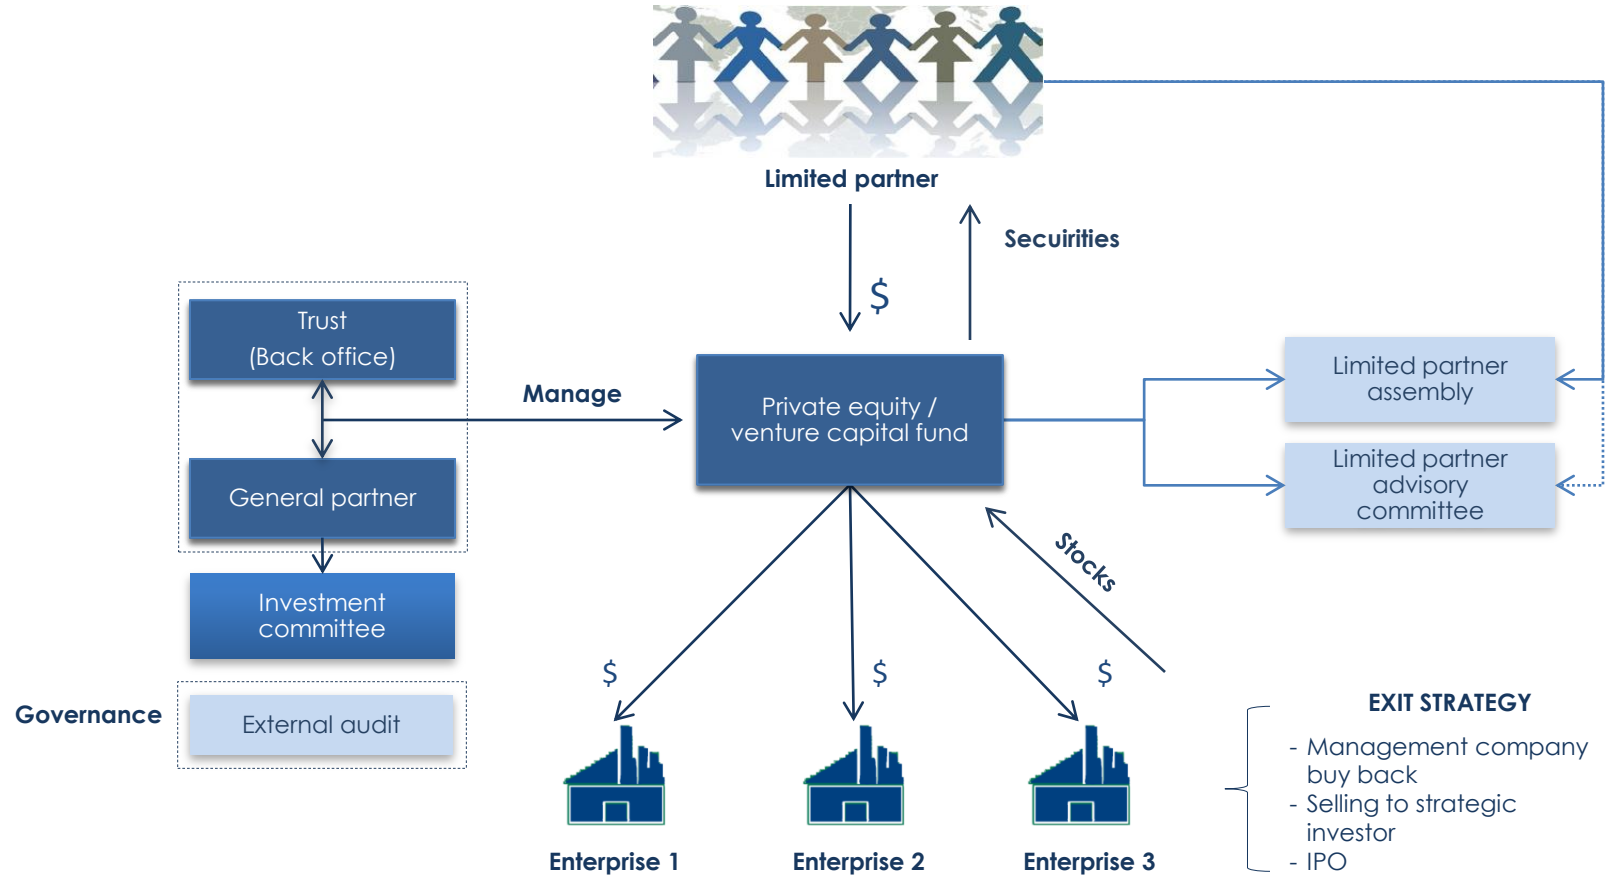 Limited partner
Secuirities
$
Trust
(Back office)
Manage
Private equity /
venture capital fund
Limited partner
assembly
General partner
Limited partner
advisory
committee
Stocks
Investment
committee
$
$
$
Governance
External audit
EXIT STRATEGY
- Management company
buy back
- Selling to strategic
investor
- IPO
Enterprise 1
Enterprise 2
Enterprise 3